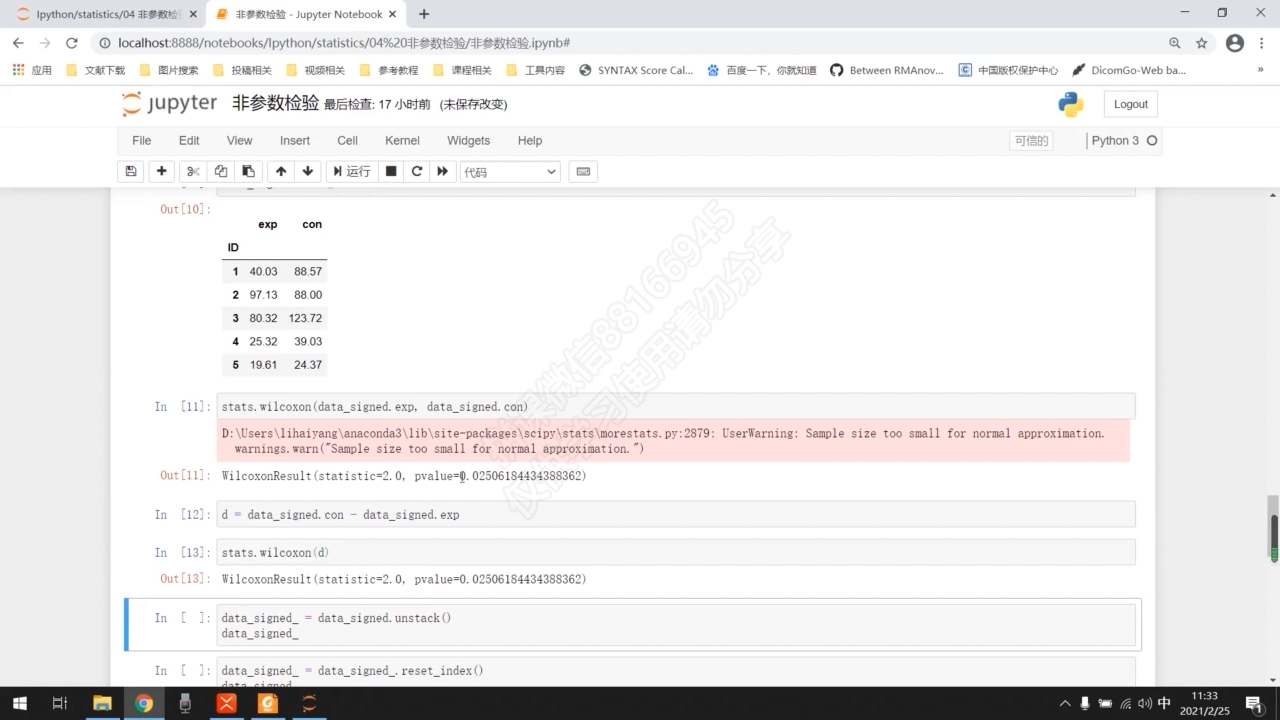 Ipython/statistics/04 非参数检验
非参数检验 - Jupyter Notebook
localhost:8888/notebooks/Ipython/statistics/04%20非参数检验/非参数检验.ipynb#
应用 文献下载 图片搜索 投稿相关 视频相关 参考教程 课程相关 工具内容 SYNTAX Score Cal... 百度一下，你就知道 Between RMAnov... 中国版权保护中心 DicomGo-Web ba... »
jupyter 非参数检验 最后检查: 17 小时前 (未保存改变) Logout
File Edit View Insert Cell Kernel Widgets Help 可信的 Python 3
运行 代码
Out[10]:
exp con
ID
1 40.03 88.57
2 97.13 88.00
3 80.32 123.72
4 25.32 39.03
5 19.61 24.37
In [11]: stats.wilcoxon(data_signed.exp, data_signed.con)
D:\Users\lihaiyang\anaconda3\lib\site-packages\scipy\stats\morestats.py:2879: UserWarning: Sample size too small for normal approximation.
warnings.warn("Sample size too small for normal approximation.")
Out[11]: WilcoxonResult(statistic=2.0, pvalue=0.02506184434388362)
In [12]: d = data_signed.con - data_signed.exp
In [13]: stats.wilcoxon(d)
Out[13]: WilcoxonResult(statistic=2.0, pvalue=0.02506184434388362)
In [ ]: data_signed_ = data_signed.unstack()
data_signed_
In [ ]: data_signed_ = data_signed_.reset_index()
data_signed_
中
11:33
2021/2/25
1